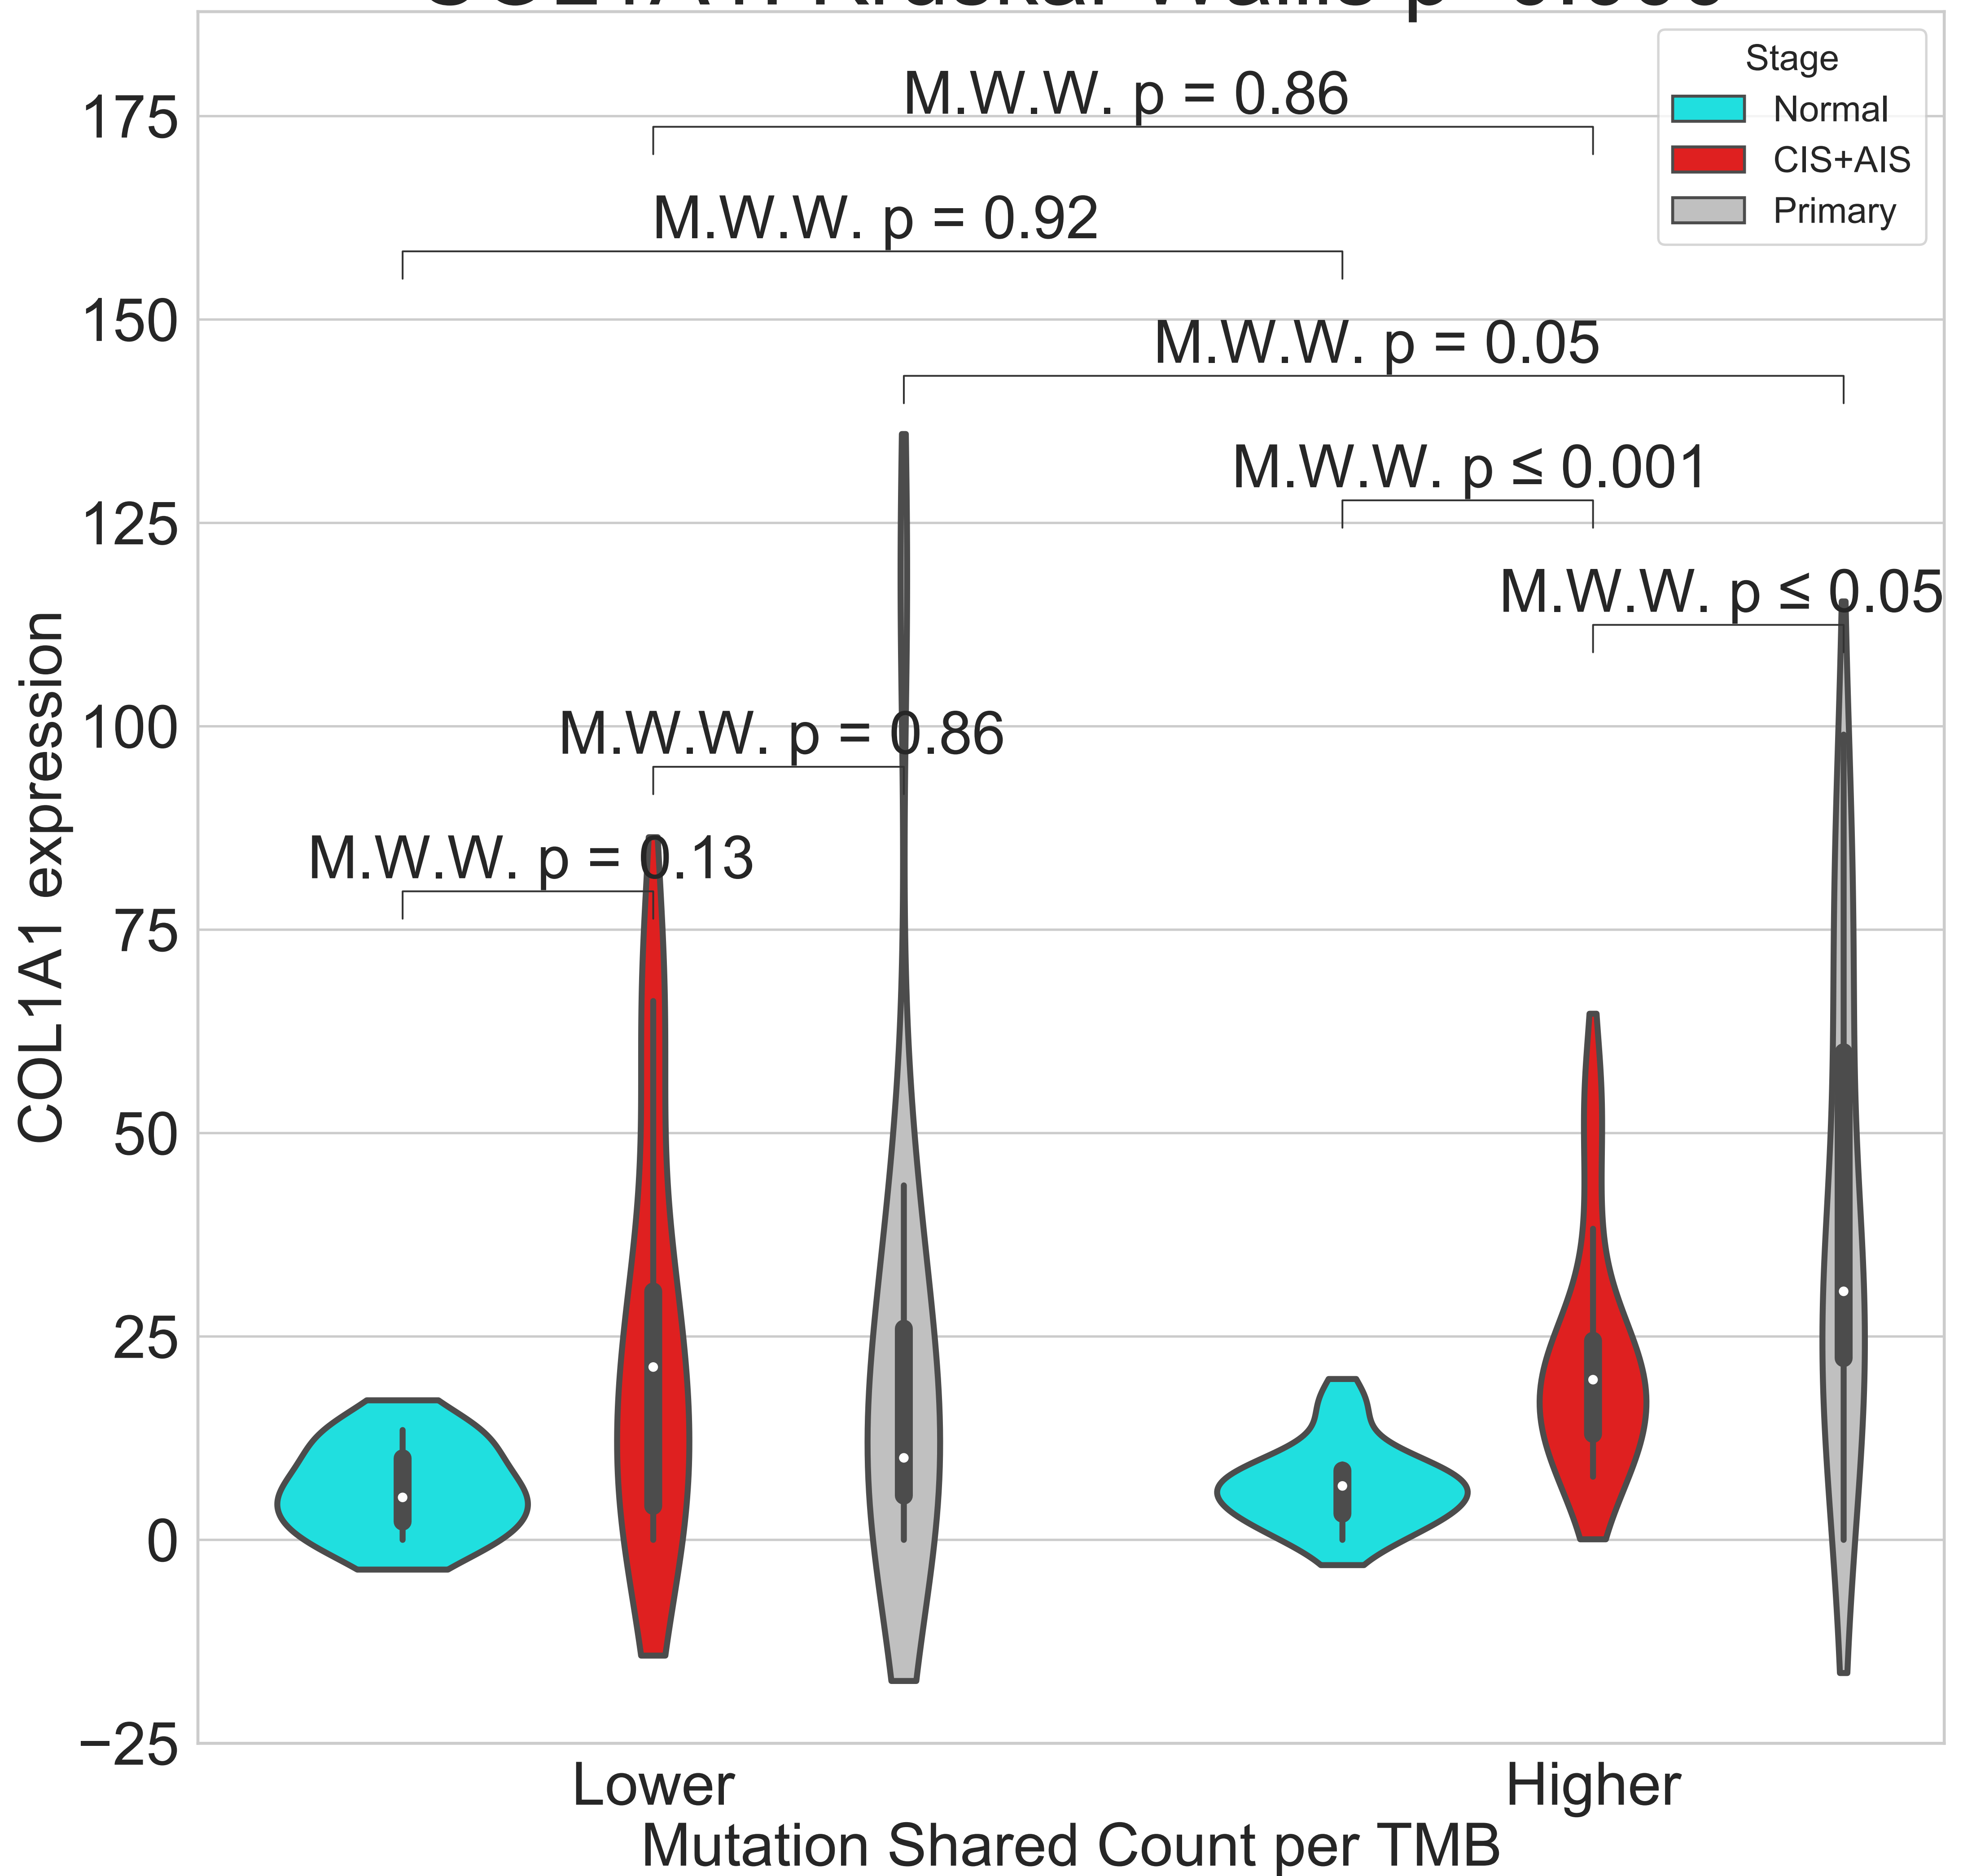 Stage
Normal
CIS+AIS
Primary
M.W.W. p = 0.86
M.W.W. p = 0.92
M.W.W. p = 0.05
M.W.W. p ≤ 0.001
M.W.W. p ≤ 0.05
M.W.W. p = 0.86
M.W.W. p = 0.13
175
150
125
100
75
50
25
0
−25
COL1A1 expression
Lower
Higher
Mutation Shared Count per TMB